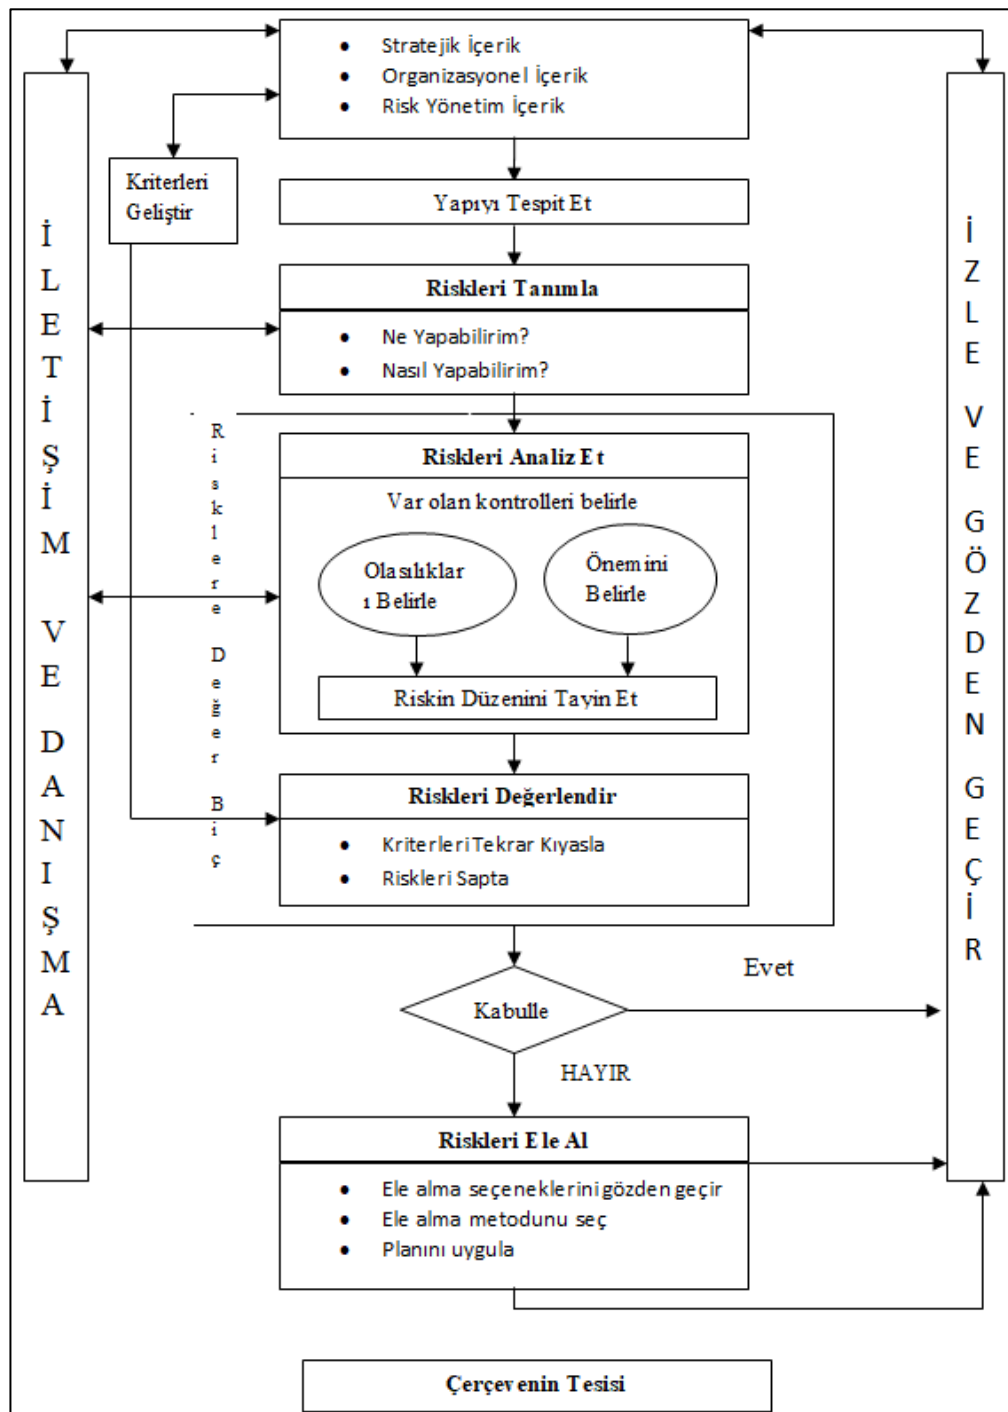 • Stratejik İçerik
• Organizasyonel İçerik
• Risk Yönetim İçerik
Kriterleri
Geliştir
Yapıyı Tespit Et
Riskleri Tanımla
• Ne Yapabilirim?
• Nasıl Yapabilirim?
İLETİŞİM VE DANIŞMA
Risklere Değer Biç
Riskleri Analiz Et
Var olan kontrolleri belirle
Olasılıklar
ı Belirle
Önemini
Belirle
Riskin Düzenini Tayin Et
Riskleri Değerlendir
• Kriterleri Tekrar Kıyasla
• Riskleri Sapta
İZLE VE GÖZDEN GEÇİR
Evet
Kabulle
HAYIR
Riskleri Ele Al
• Ele alma seçeneklerini gözden geçir
• Ele alma metodunu seç
• Planını uygula
Çerçevenin Tesisi